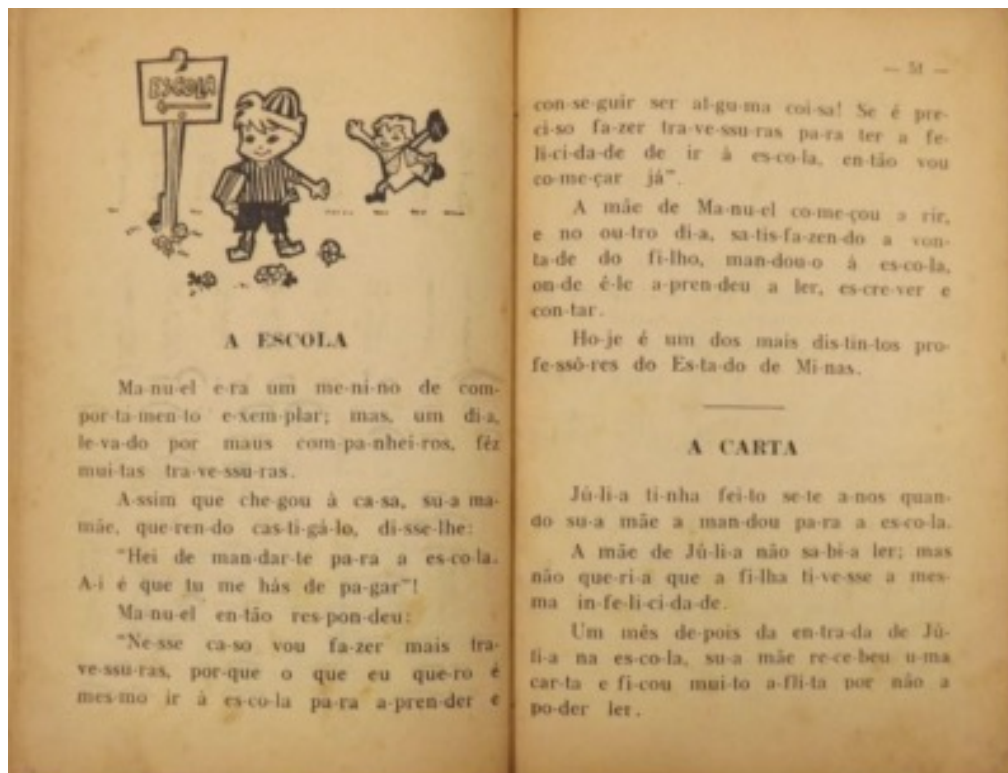 ESCOLA
A ESCOLA
Ma-nu-el e-ra um me-ni-no de com-
por-ta-men-to e-xem-plar; mas, um di-a,
le-va-do por maus com-pa-nhei-ros, fêz
mui-tas tra-ve-ssu-ras.
A-ssim que che-gou à ca-sa, su-a ma-
mãe, que-ren-do cas-ti-gá-lo, di-sse-lhe:
"Hei de man-dar-te pa-ra a es-co-la.
A-i é que tu me hás de pa-gar"!
Ma-nu-el en-tão res-pon-deu:
"Ne-sse ca-so vou fa-zer mais tra-
ve-ssu-ras, por-que o que eu que-ro é
mes-mo ir à es-co-la pa-ra a-pren-der e
— 51 —
con-se-guir ser al-gu-ma coi-sa! Se é pre-
ci-so fa-zer tra-ve-ssu-ras pa-ra ter a fe-
li-ci-da-de de ir à es-co-la, en-tão vou
co-me-çar já".
A mãe de Ma-nu-el co-me-çou a rir,
e no ou-tro di-a, sa-tis-fa-zen-do a von-
ta-de do fi-lho, man-dou-o à es-co-la,
on-de ê-le a-pren-deu a ler, es-cre-ver e
con-tar.
Ho-je é um dos mais dis-tin-tos pro-
fe-ssô-res do Es-ta-do de Mi-nas.
A CARTA
Jú-li-a ti-nha fei-to se-te a-nos quan-
do su-a mãe a man-dou pa-ra a es-co-la.
A mãe de Jú-li-a não sa-bi-a ler; mas
não que-ri-a que a fi-lha ti-ve-sse a mes-
ma in-fe-li-ci-da-de.
Um mês de-pois da en-tra-da de Jú-
li-a na es-co-la, su-a mãe re-ce-beu u-ma
car-ta e fi-cou mui-to a-fli-ta por não a
po-der ler.